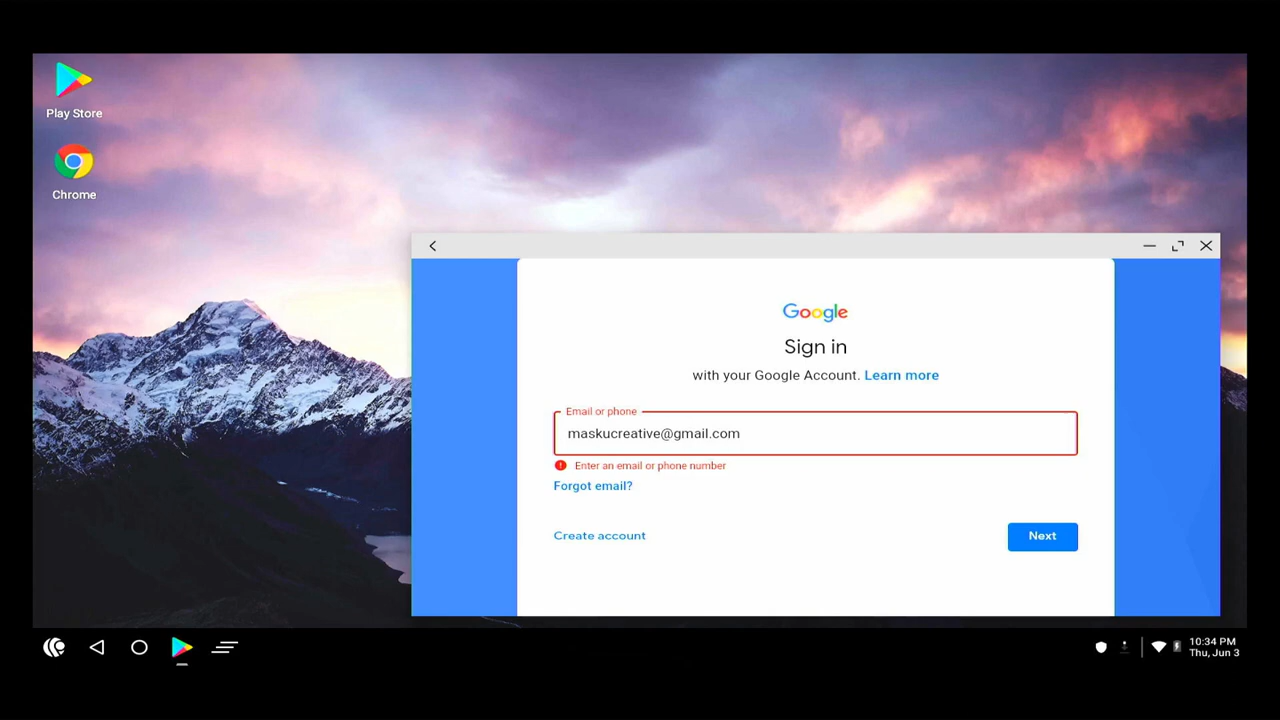 Play Store
Chrome
Google
Sign in
with your Google Account. Learn more
Email or phone
maskucreative@gmail.com
Enter an email or phone number
Forgot email?
Create account
Next
10:34 PM
Thu, Jun 3